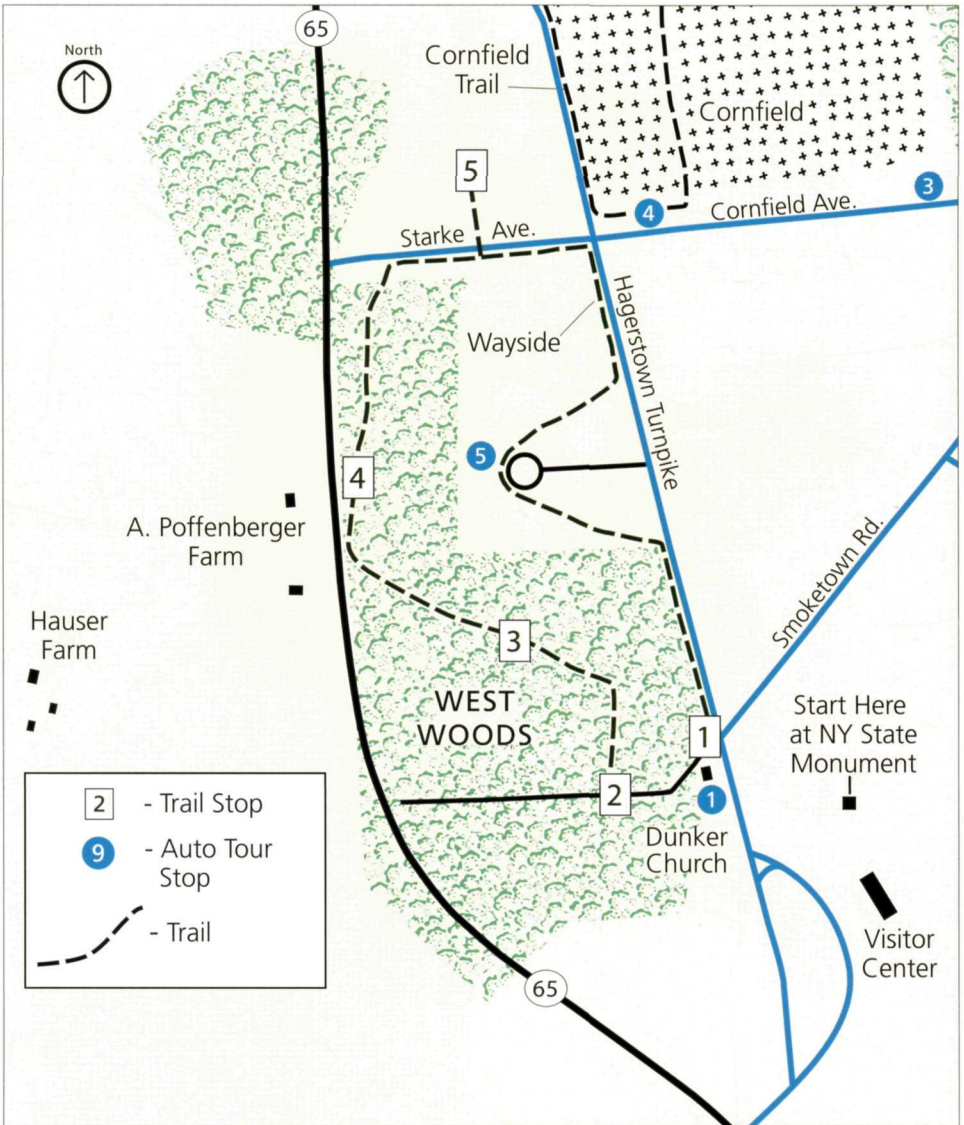 65
North
Cornfield
Trail
Cornfield
5
3
4
Cornfield Ave.
Starke Ave.
Hagerstown Turnpike
Wayside
5
4
A. Poffenberger
Farm
Smoketown Rd.
Hauser
Farm
3
WEST
WOODS
Start Here
at NY State
Monument
1
2
1
Dunker
Church
2 - Trail Stop
9 - Auto Tour
Stop
- Trail
Visitor
Center
65